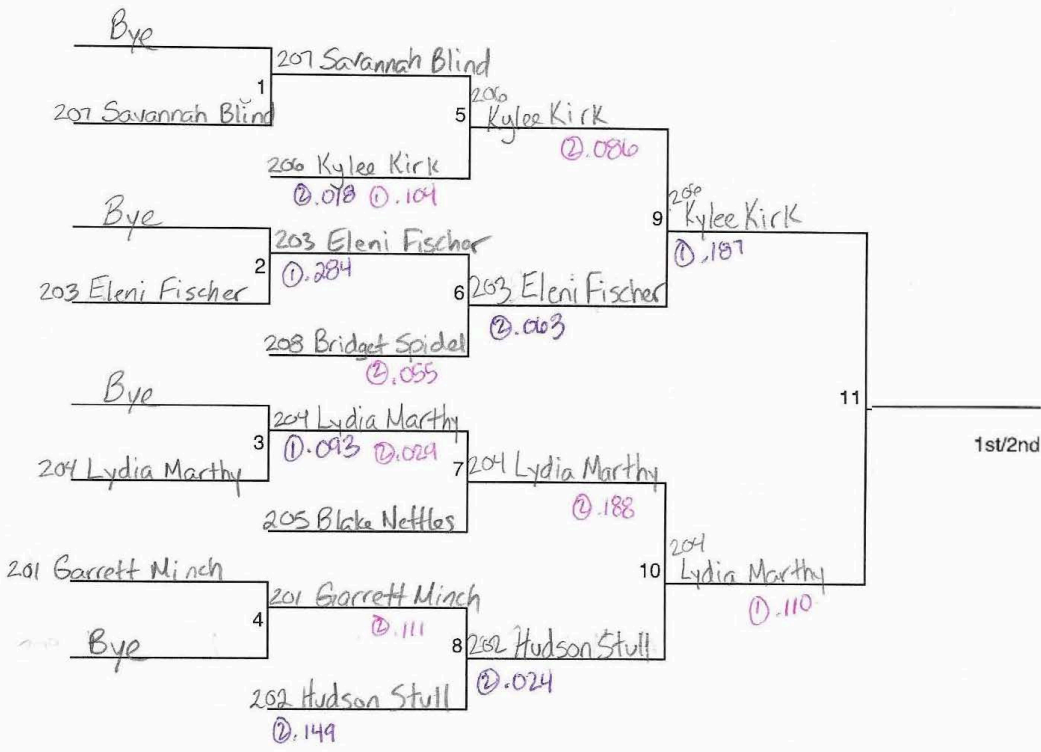 Bye
207 Savannah Blind
1
207 Savannah Blind
206
5
Kylee Kirk
②.086
206 Kylee Kirk
②.078 ①.104
206
9
Kylee Kirk
①.187
Bye
203 Eleni Fischer
2
①.284
203 Eleni Fischer
6
203 Eleni Fischer
②.063
208 Bridget Spidel
②.055
Bye
11
1st/2nd
204 Lydia Marthy
3
①.093 ②.029
204 Lydia Marthy
7
204 Lydia Marthy
②.188
205 Blake Nettles
204
10
Lydia Marthy
①.110
201 Garrett Minch
201 Garrett Minch
4
②.111
Bye
8
202 Hudson Stull
②.024
202 Hudson Stull
②.149